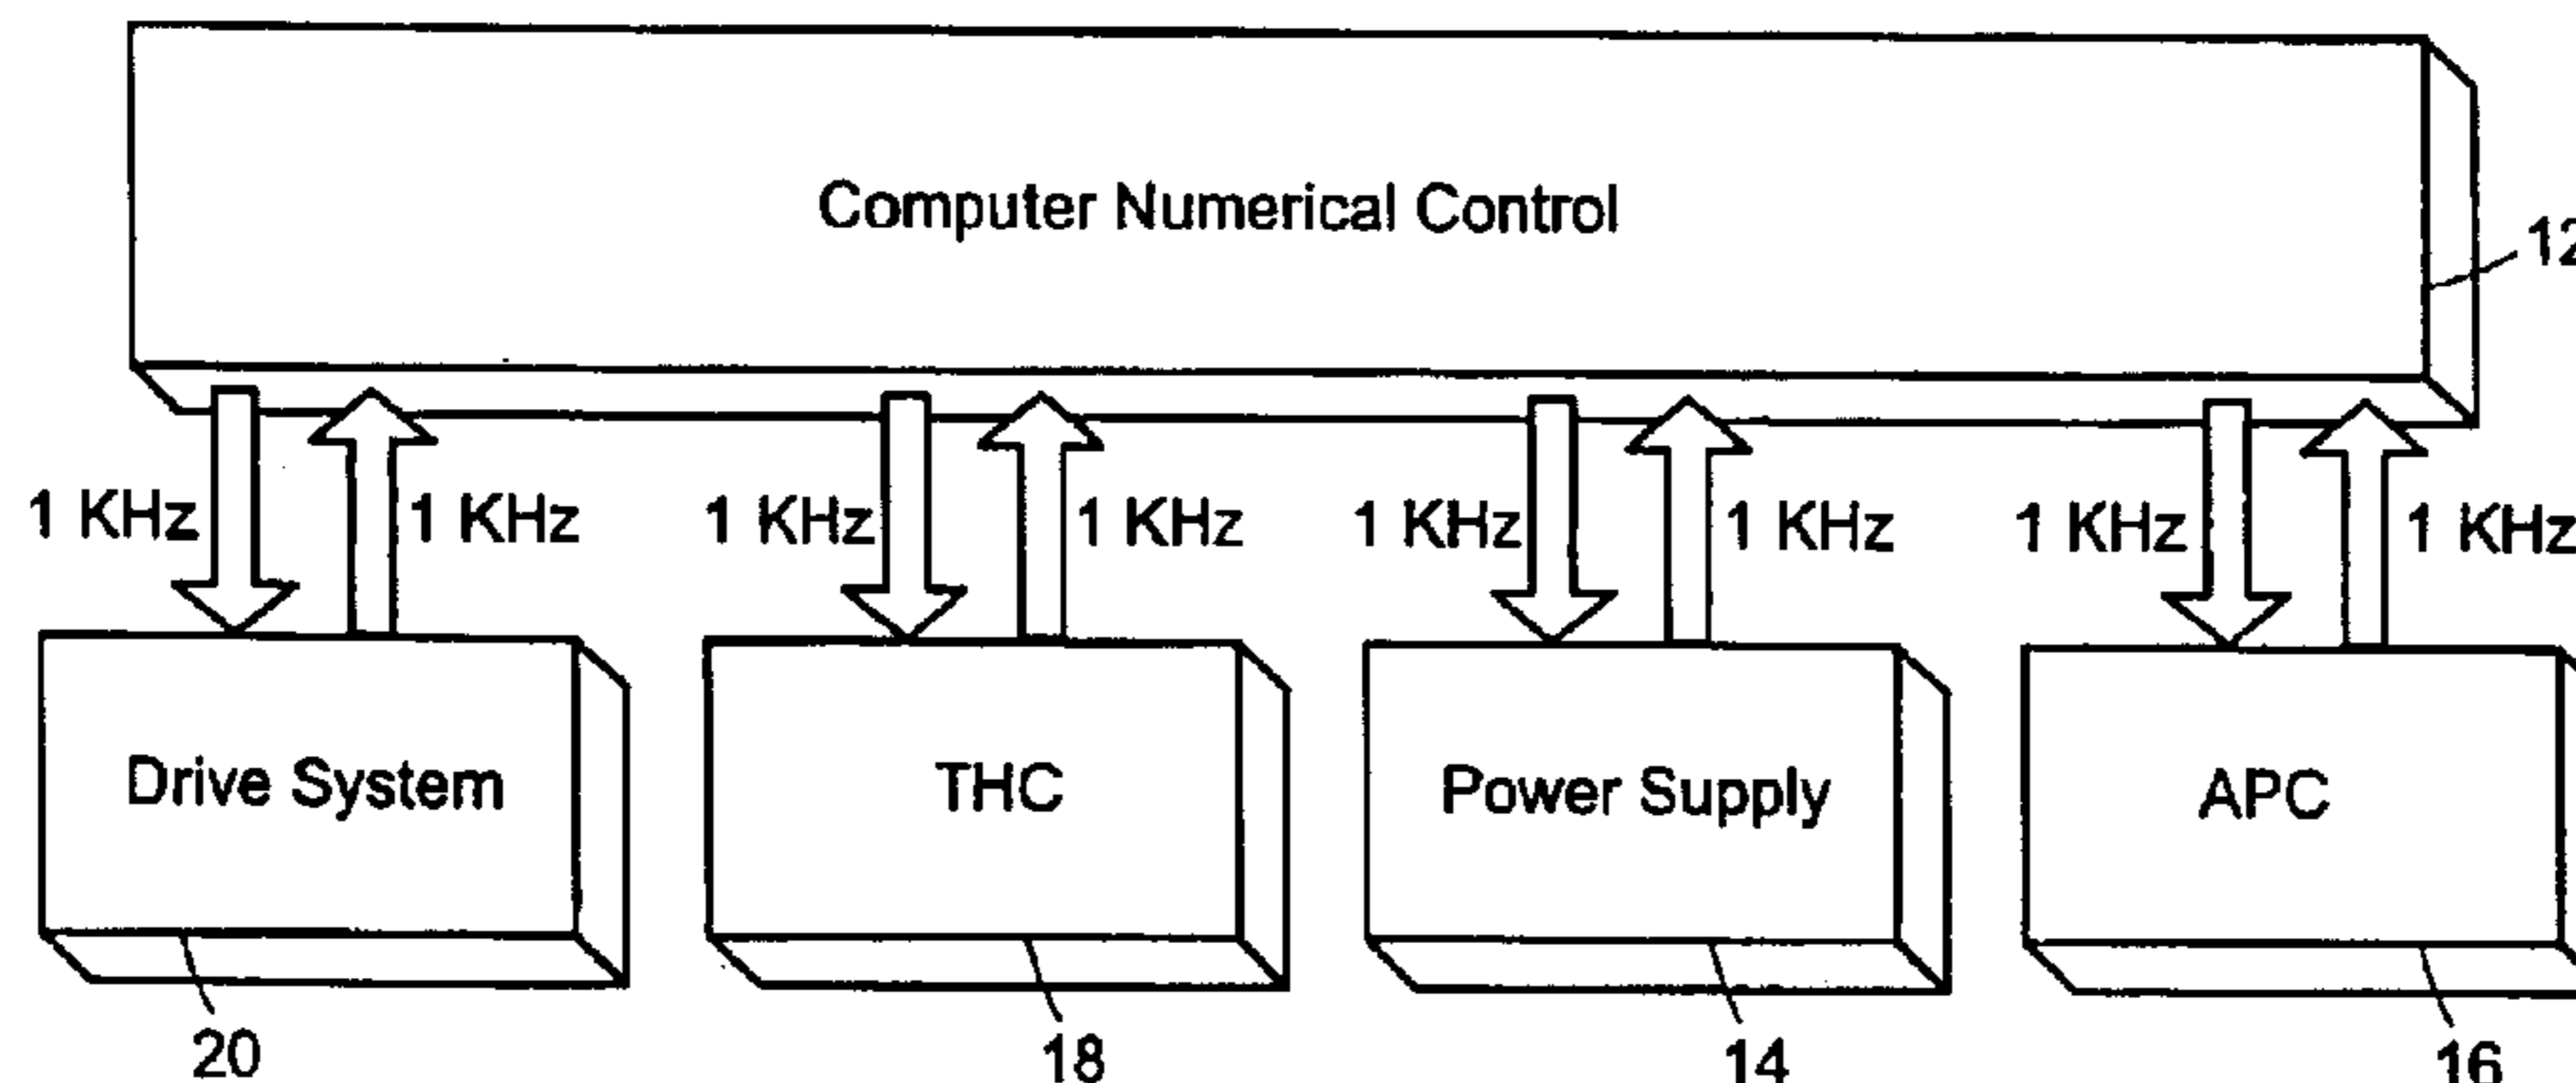 Computer Numerical Control
12
1 KHz 1 KHz 1 KHz 1 KHz 1 KHz 1 KHz 1 KHz 1 KHz
Drive System THC Power Supply APC
20 18 14 16